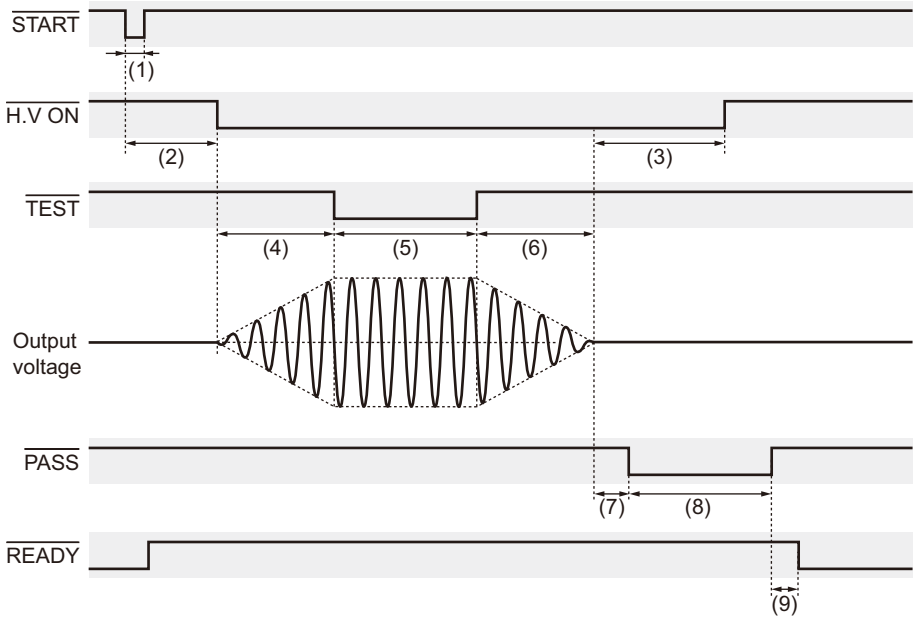 START
(1)
H.V ON
(2)
(3)
TEST
(4)
(5)
(6)
Output
voltage
PASS
(7)
(8)
READY
(9)